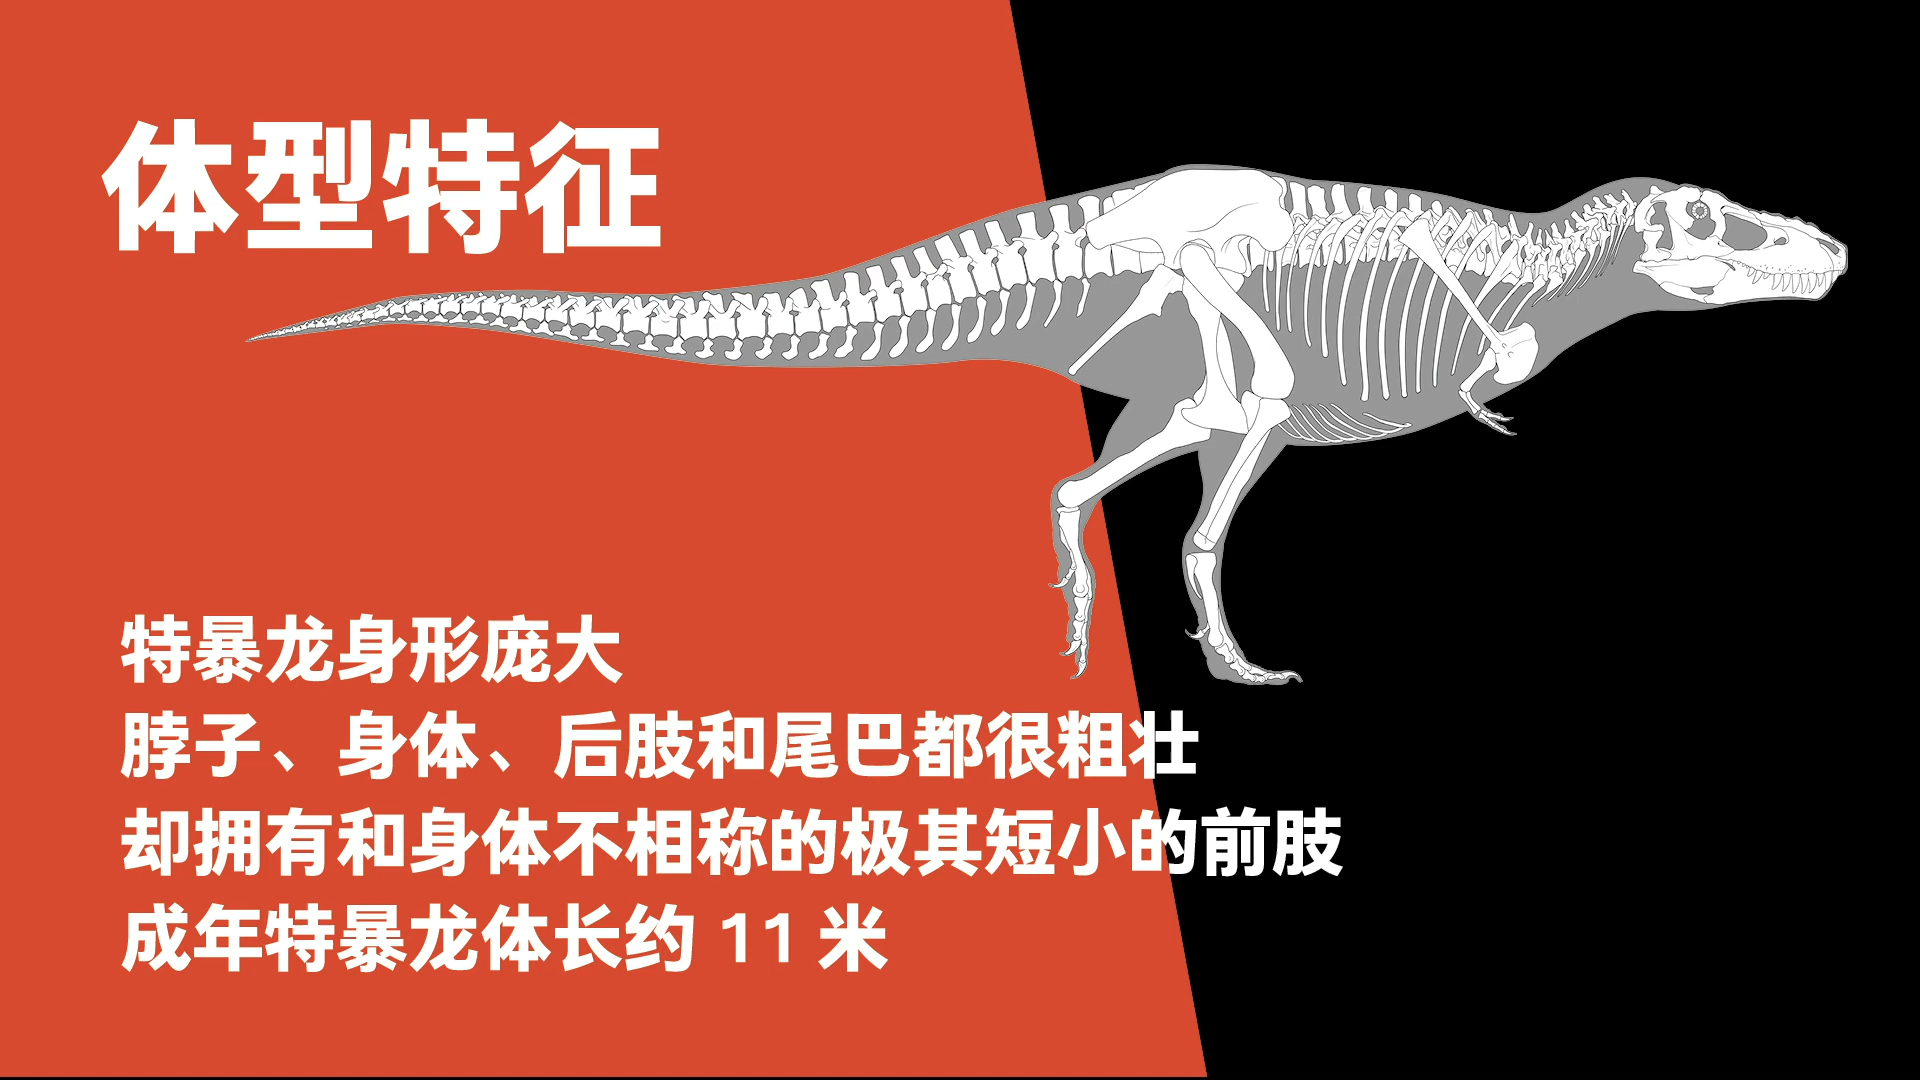 体型特征
特暴龙身形庞大
脖子、身体、后肢和尾巴都很粗壮
却拥有和身体不相称的极其短小的前肢
成年特暴龙体长约 11 米